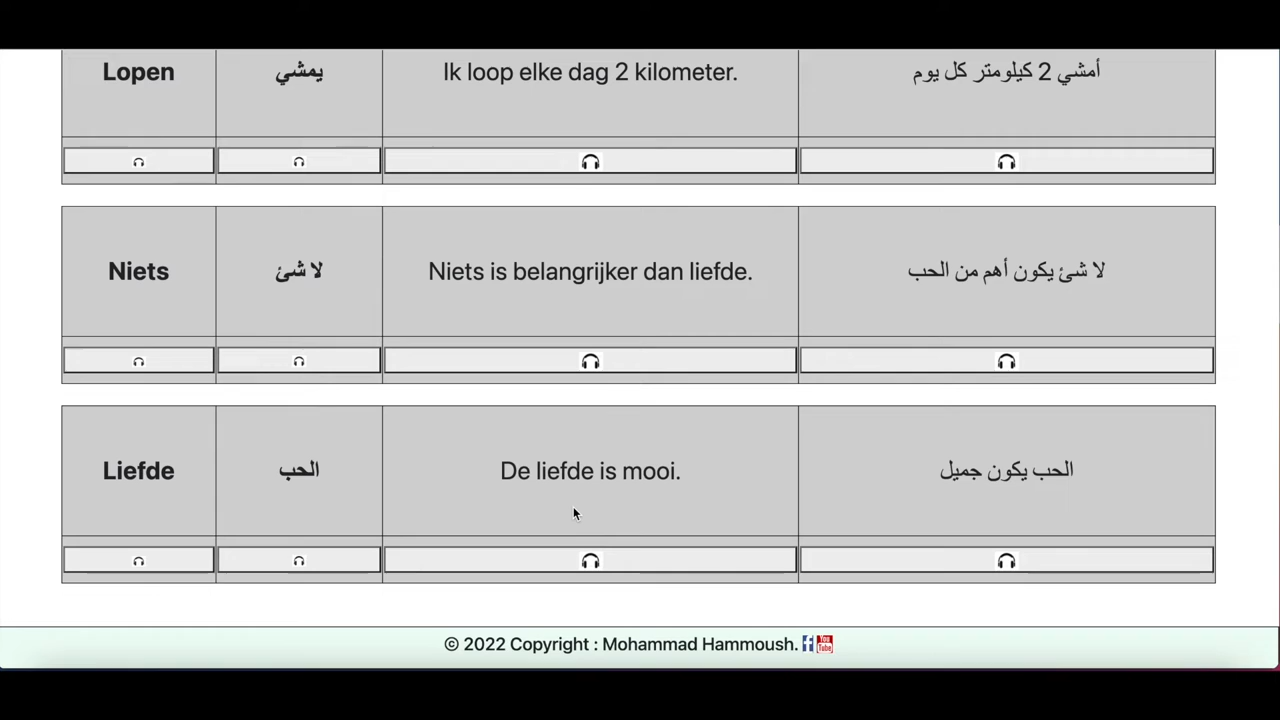 Lopen
يمشي
Ik loop elke dag 2 kilometer.
أمشي 2 كيلومتر كل يوم
Niets
لا شئ
Niets is belangrijker dan liefde.
لا شئ يكون أهم من الحب
Liefde
الحب
De liefde is mooi.
الحب يكون جميل
© 2022 Copyright : Mohammad Hammoush.
You
Tube